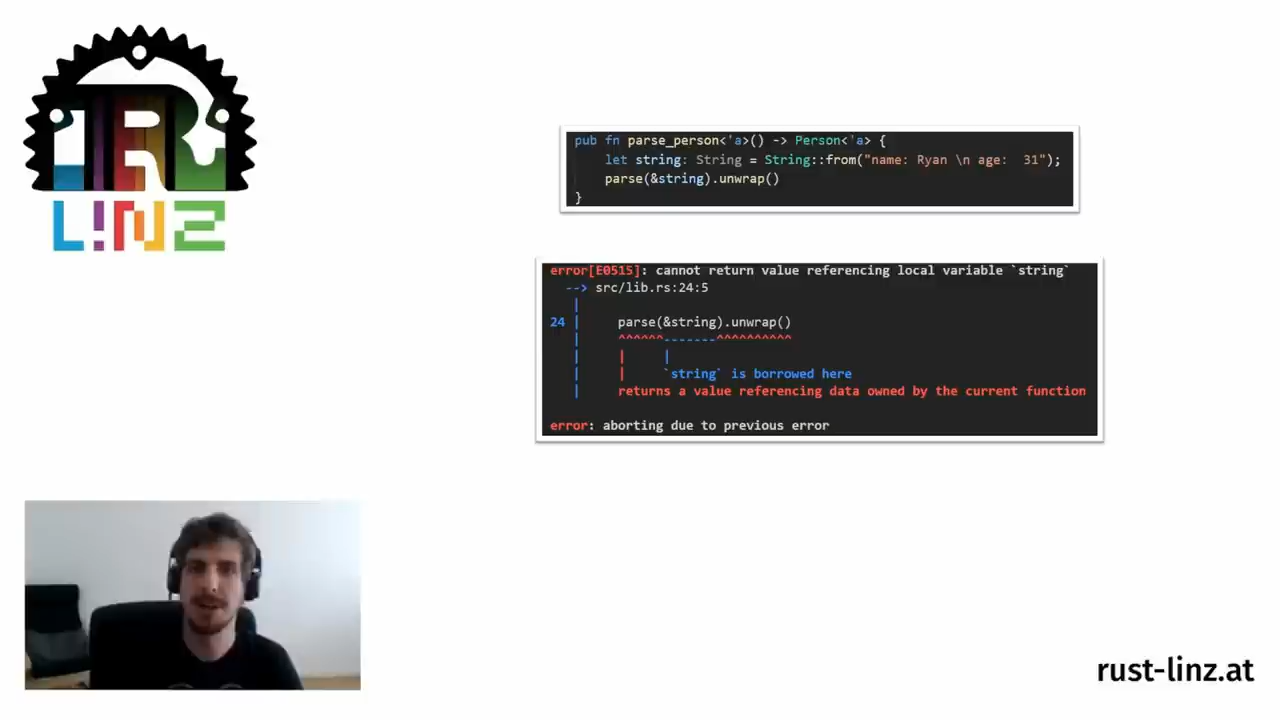 L!NZ
pub fn parse_person<'a>() -> Person<'a> {
    let string: String = String::from("name: Ryan \n age:  31");
    parse(&string).unwrap()
}
error[E0515]: cannot return value referencing local variable `string`
  --> src/lib.rs:24:5
   |
24 |     parse(&string).unwrap()
   |     ^^^^^^-------^^^^^^^^^^
   |     |     |
   |     |     `string` is borrowed here
   |     returns a value referencing data owned by the current function
error: aborting due to previous error
rust-linz.at